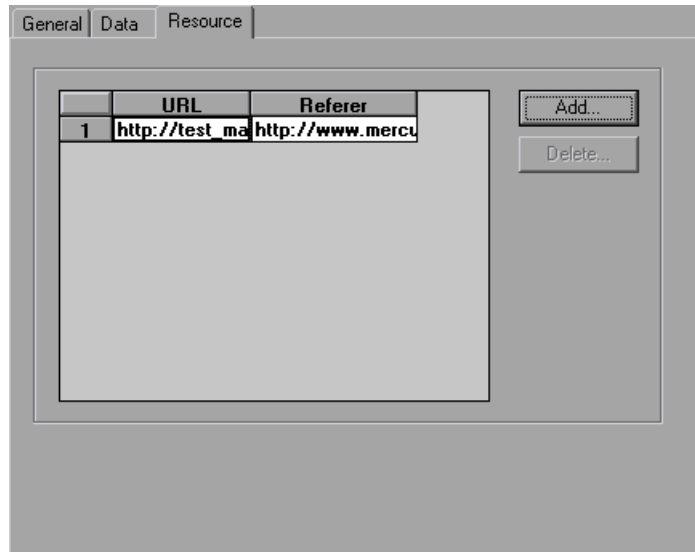 General Data Resource
URL Referer Add...
1 http://test_ma http://www.mercu
Delete...